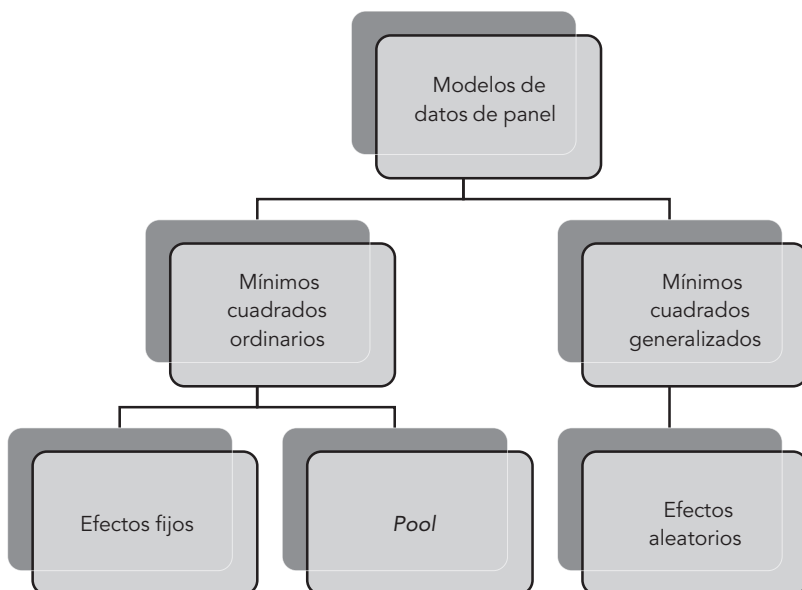 Modelos de
datos de panel
Mínimos
cuadrados
ordinarios
Mínimos
cuadrados
generalizados
Efectos fijos
Pool
Efectos
aleatorios